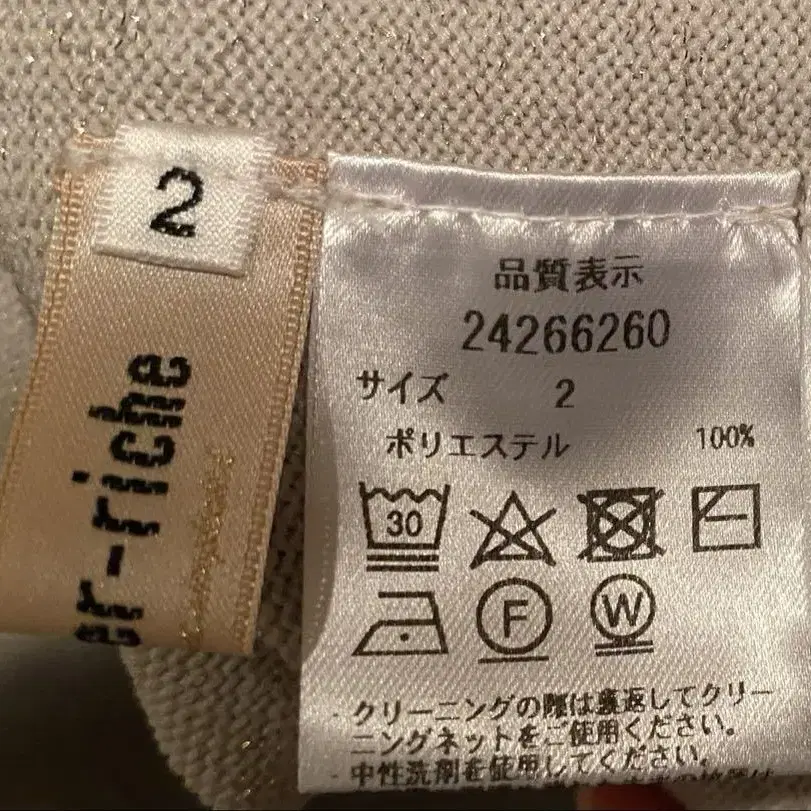 2
er-riche
品質表示
24266260
サイズ 2
ポリエステル 100%
30
F W
・クリーニングの際は裏返してクリー
ニングネットをご使用ください。
・中性洗剤を使用してください。